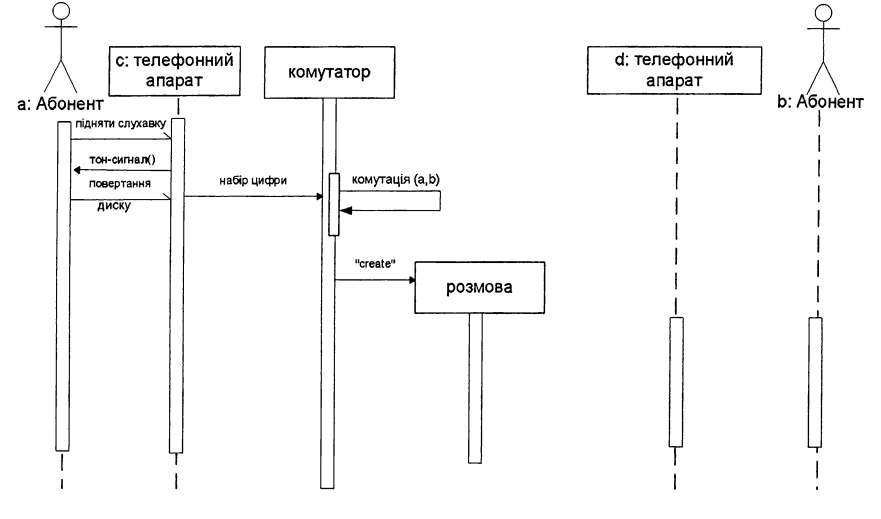 c: телефонний
апарат
комутатор
d: телефонний
апарат
a: Абонент
b: Абонент
підняти слухавку
тон-сигнал()
повертання
диску
набір цифри
комутація (a,b)
"create"
розмова